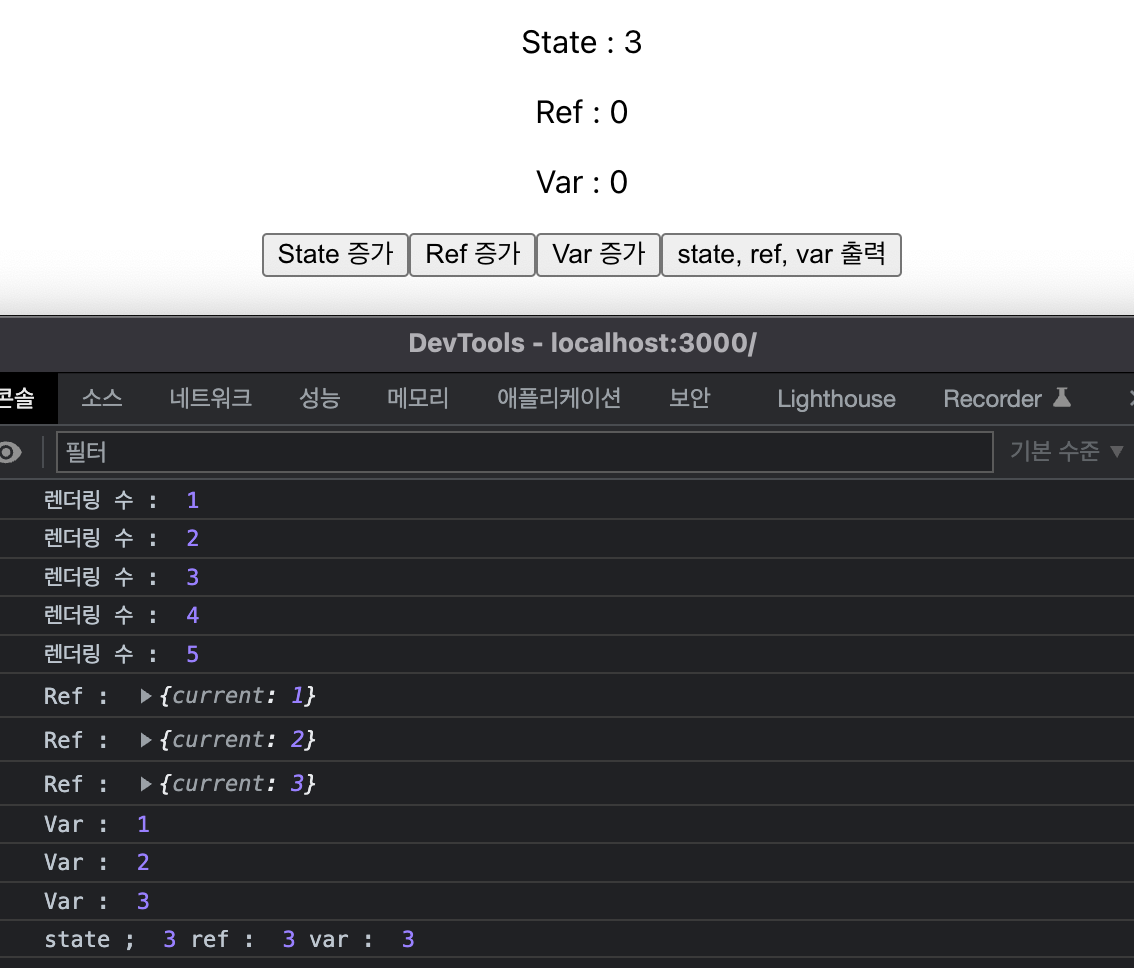 State : 3
Ref : 0
Var : 0
State 증가 Ref 증가 Var 증가 state, ref, var 출력
DevTools - localhost:3000/
콘솔 소스 네트워크 성능 메모리 애플리케이션 보안 Lighthouse Recorder
필터 기본 수준 ▼
렌더링 수 : 1
렌더링 수 : 2
렌더링 수 : 3
렌더링 수 : 4
렌더링 수 : 5
Ref : ▶{current: 1}
Ref : ▶{current: 2}
Ref : ▶{current: 3}
Var : 1
Var : 2
Var : 3
state ; 3 ref : 3 var : 3